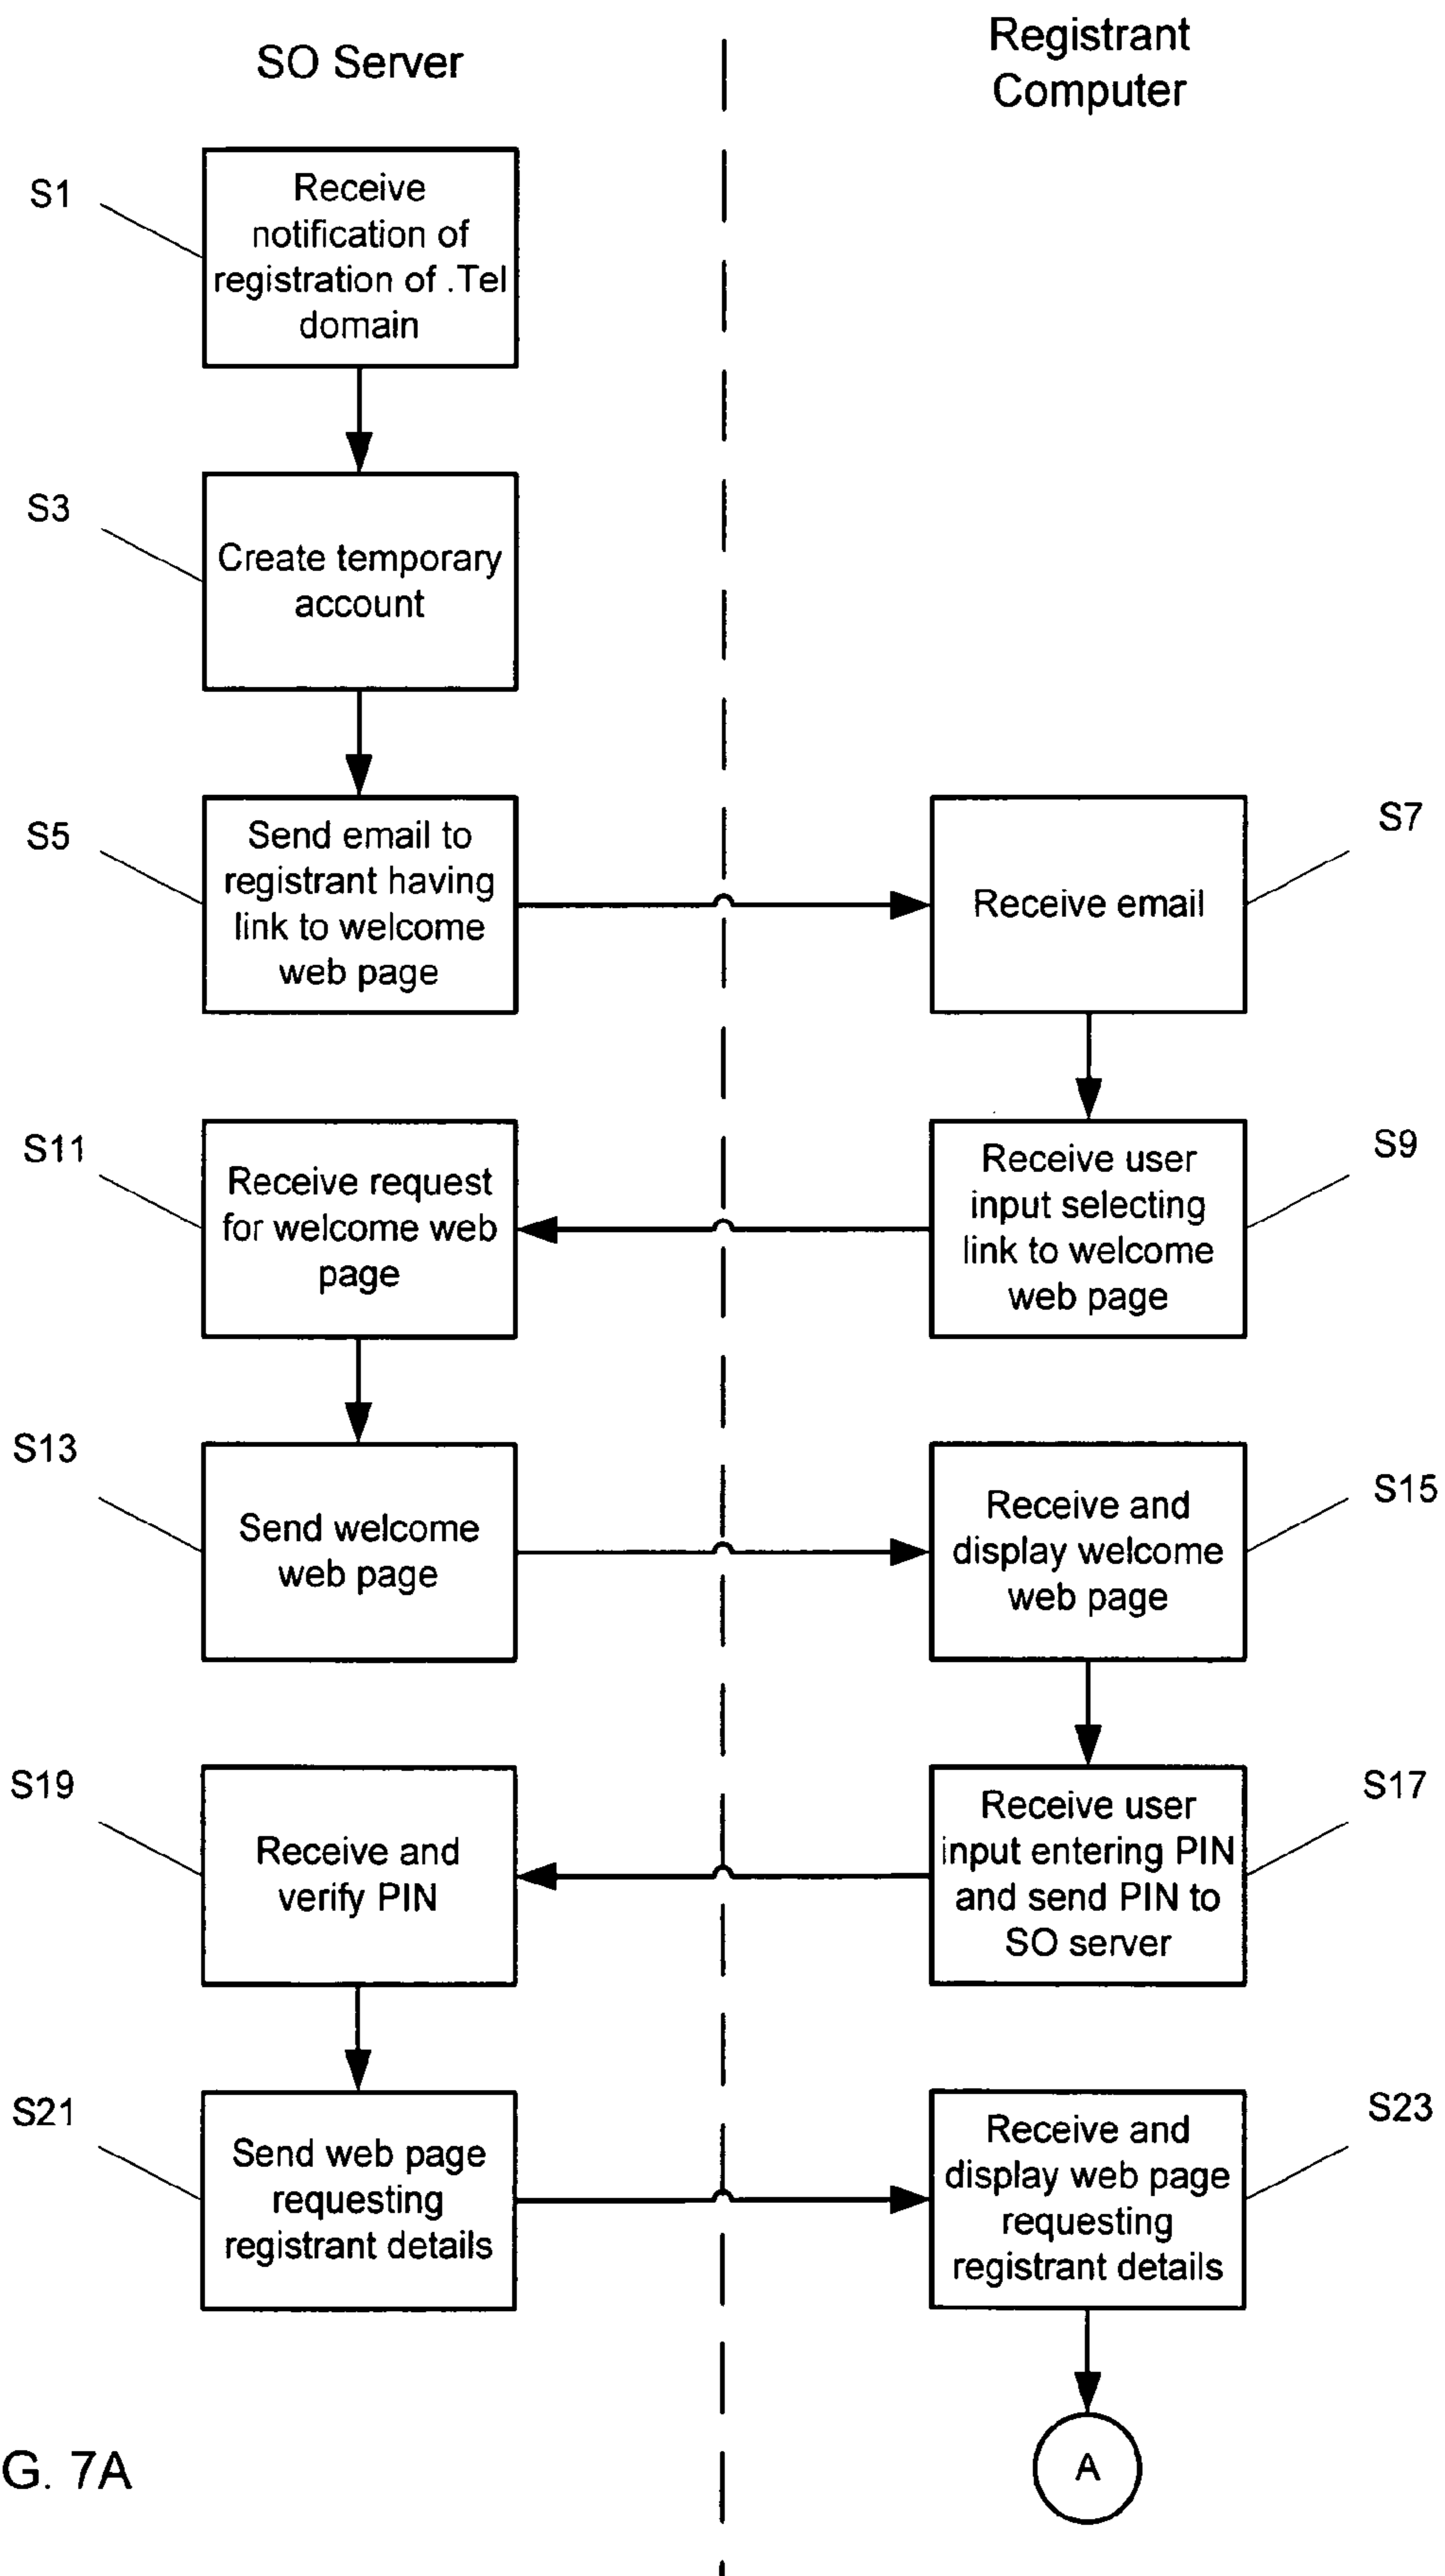 SO Server
Registrant
Computer
S1
Receive
notification of
registration of .Tel
domain
S3
Create temporary
account
S5
Send email to
registrant having
link to welcome
web page
Receive email
S7
S11
Receive request
for welcome web
page
Receive user
input selecting
link to welcome
web page
S9
S13
Send welcome
web page
Receive and
display welcome
web page
S15
S19
Receive and
verify PIN
Receive user
input entering PIN
and send PIN to
SO server
S17
S21
Send web page
requesting
registrant details
Receive and
display web page
requesting
registrant details
S23
A
G. 7A